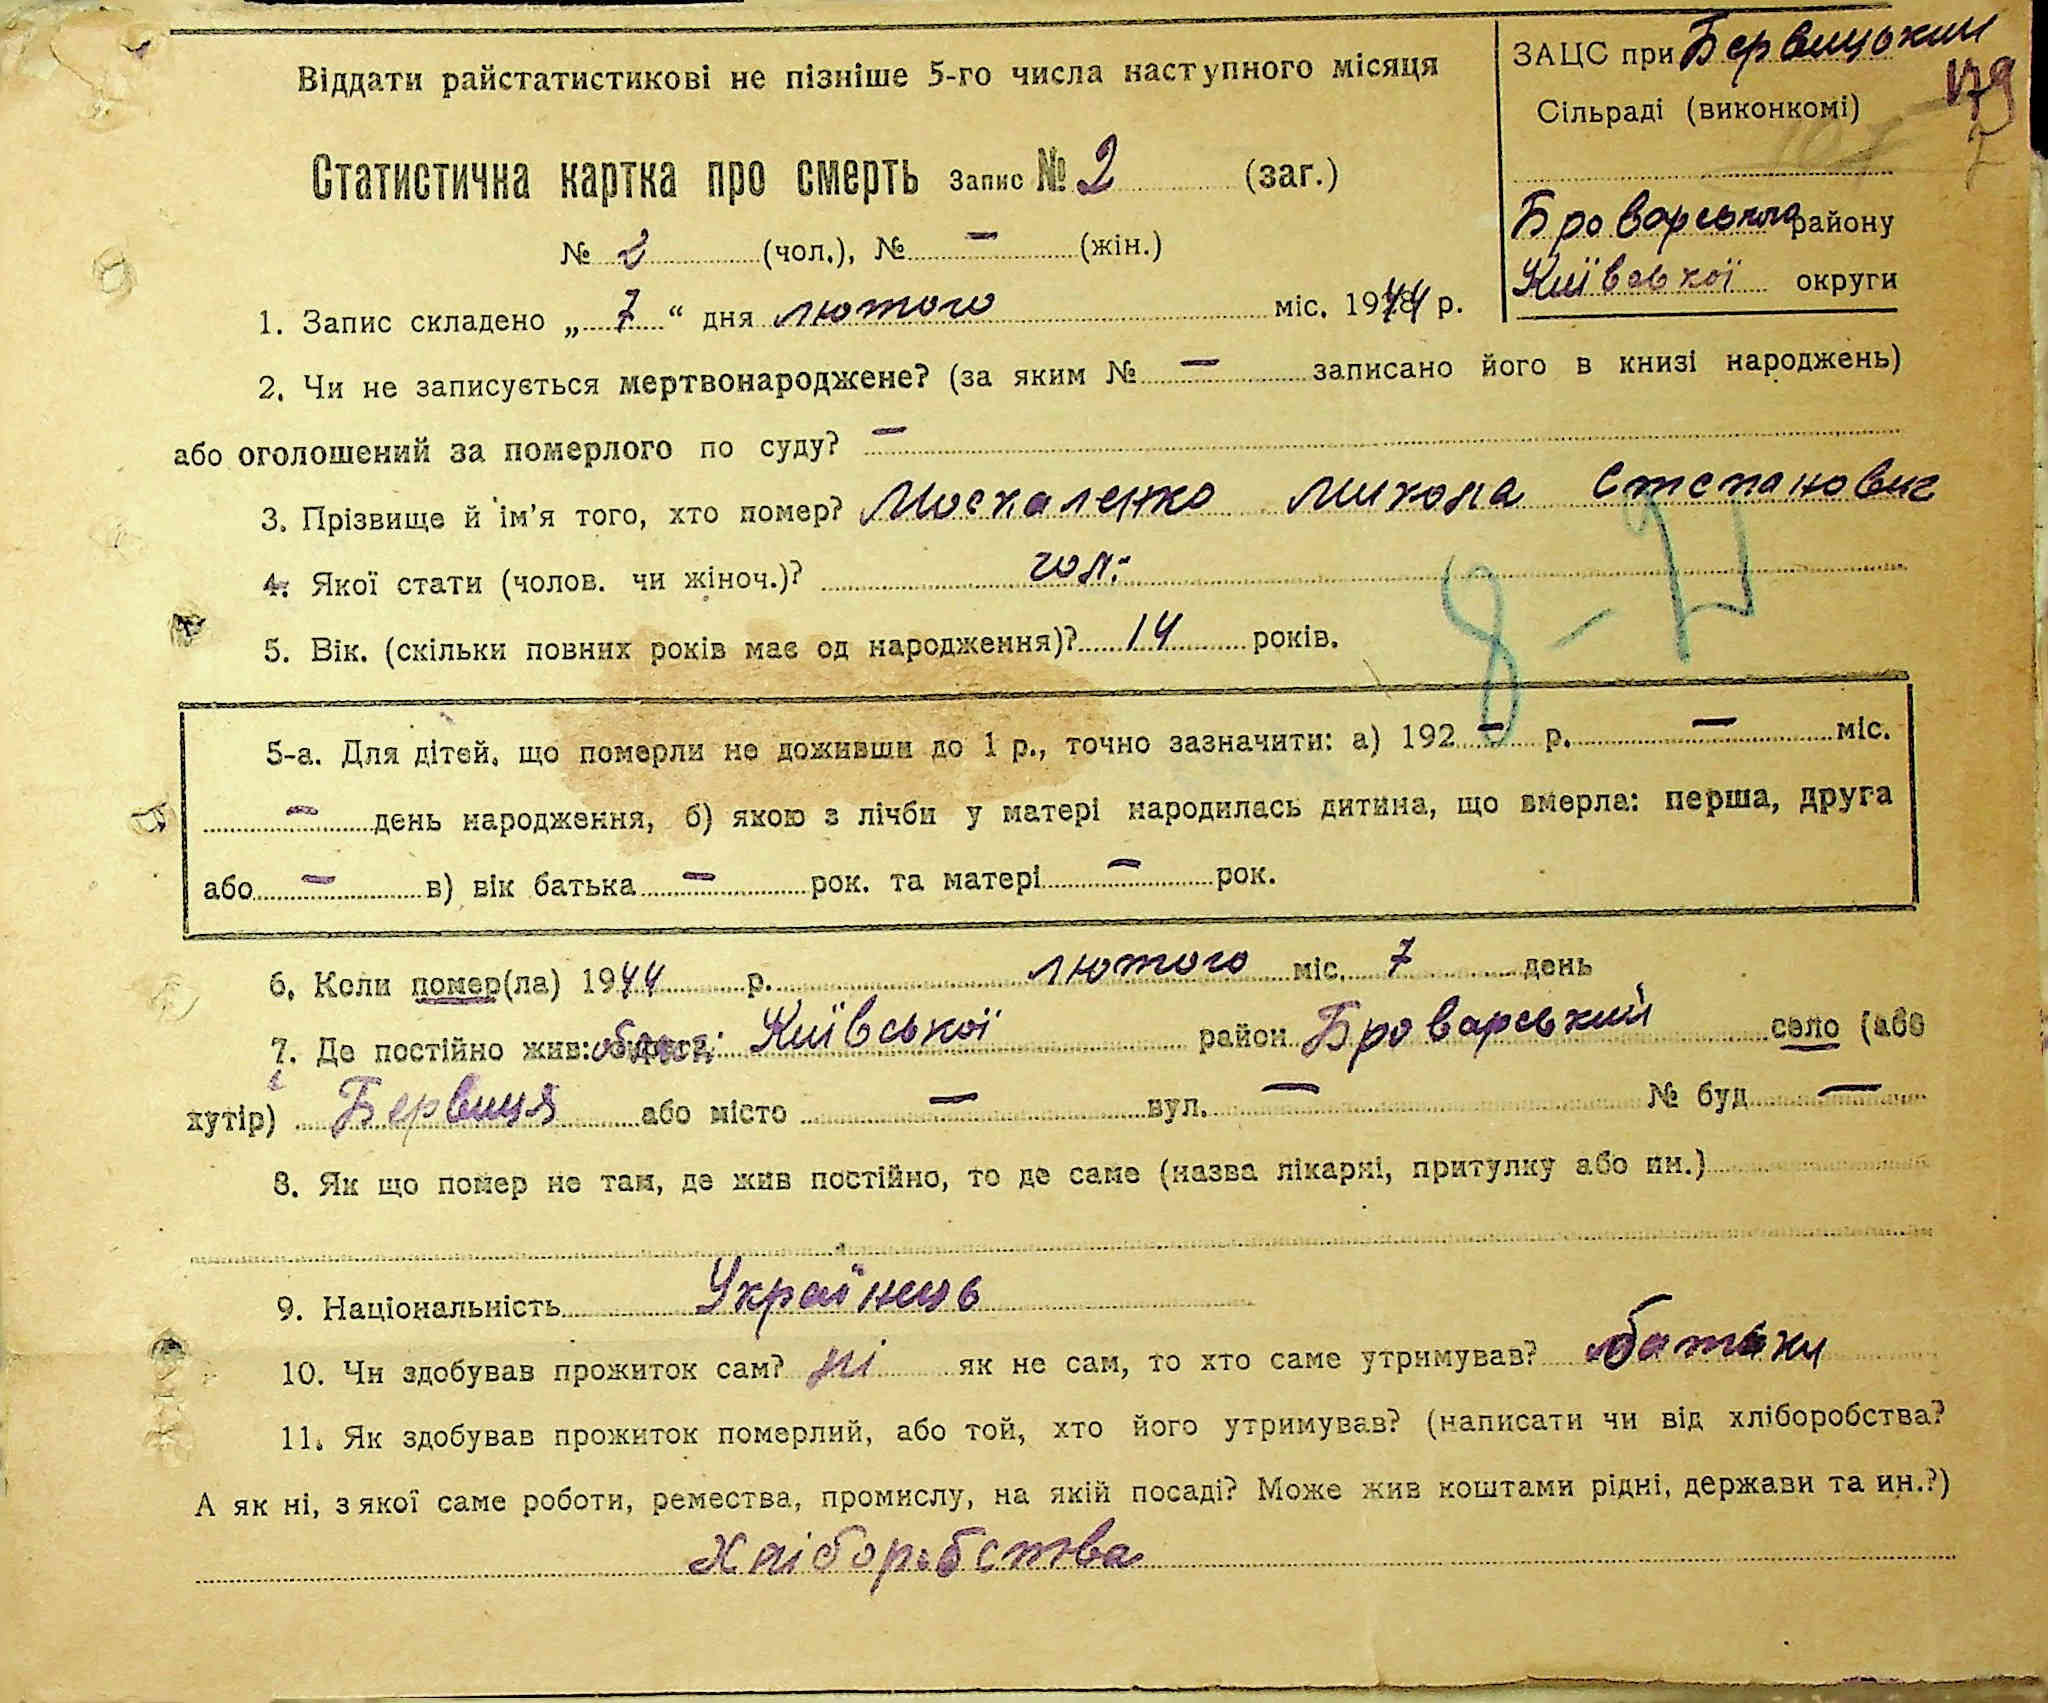 Віддати райстатистикові не пізніше 5-го числа наступного місяця
ЗАЦС при Бервицький
179
Сільраді (виконкомі)
Статистична картка про смерть Запис № 2 (заг.)
Броварського району
№ 2 (чол.), № — (жін.)
Київської округи
1. Запис складено „ 7 “ дня лютого міс. 1944 р.
2. Чи не записується мертвонароджене? (за яким № — записано його в книзі народжень)
або оголошений за померлого по суду? —
3. Прізвище й ім'я того, хто помер? Москаленко Микола Степанович
4. Якої стати (чолов. чи жіноч.)? чол.
5. Вік. (скільки повних років має од народження)? 14 років.
5-а. Для дітей, що померли не доживши до 1 р., точно зазначити: а) 192 — р. — міс.
— день народження, б) якою з лічби у матері народилась дитина, що вмерла: перша, друга
або — в) вік батька — рок. та матері — рок.
6. Коли помер(ла) 1944 р. лютого міс. 7 день
7. Де постійно жив: Київської район Броварський село (або
хутір) Бервиця або місто — вул. — № буд. —
8. Як що помер не там, де жив постійно, то де саме (назва лікарні, притулку або ин.)
9. Національність Українець
10. Чи здобував прожиток сам? ні як не сам, то хто саме утримував? батьки
11. Як здобував прожиток померлий, або той, хто його утримував? (написати чи від хліборобства?
А як ні, з якої саме роботи, ремества, промислу, на якій посаді? Може жив коштами рідні, держави та ин.?)
Хліборобства